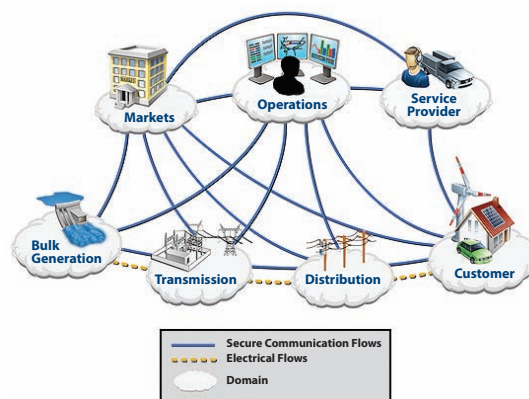 Markets
Operations
Service
Provider
Bulk
Generation
Transmission
Distribution
Customer
Secure Communication Flows
Electrical Flows
Domain